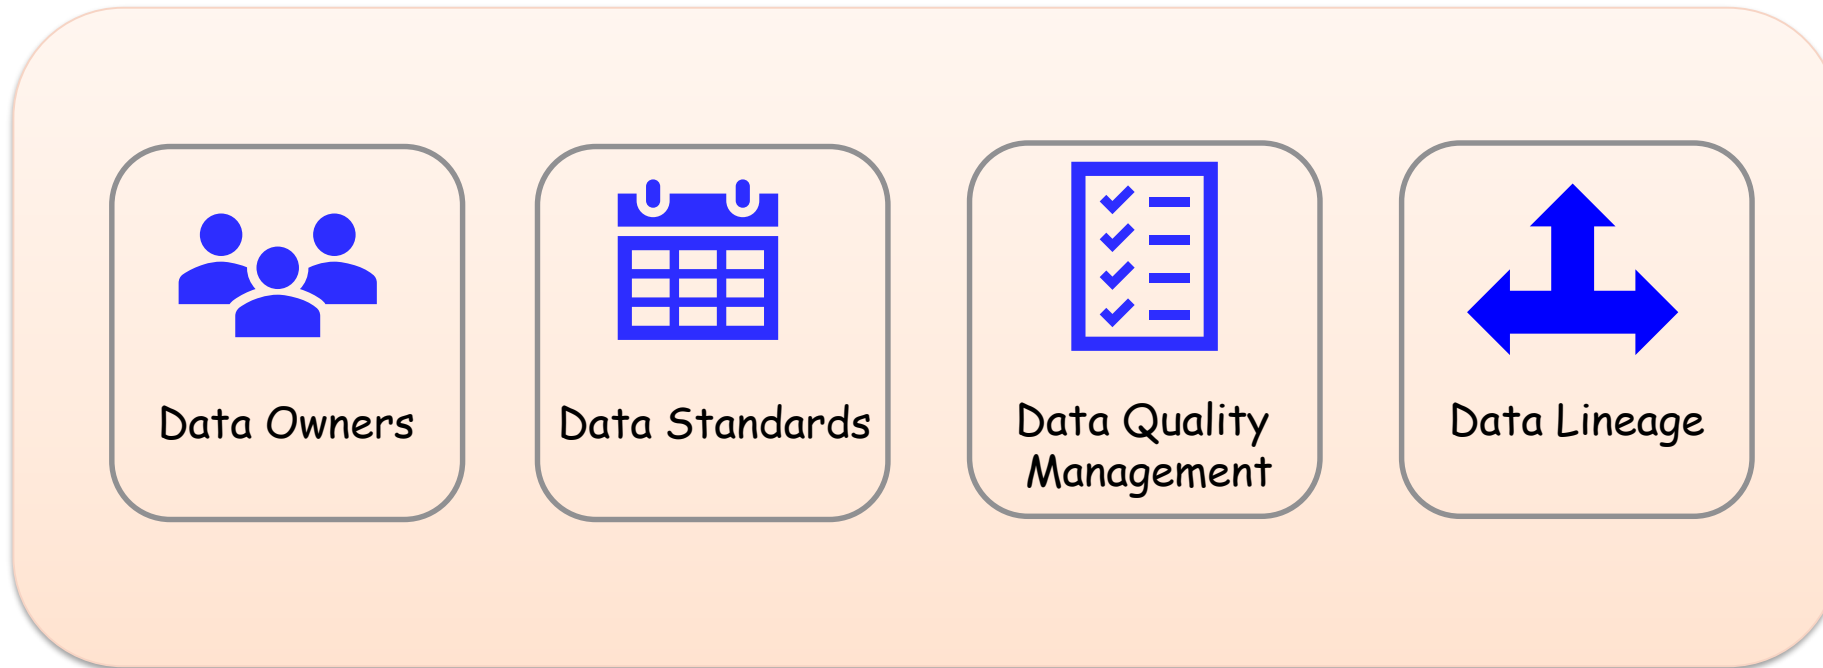 Data Owners
Data Standards
Data Quality
Management
Data Lineage